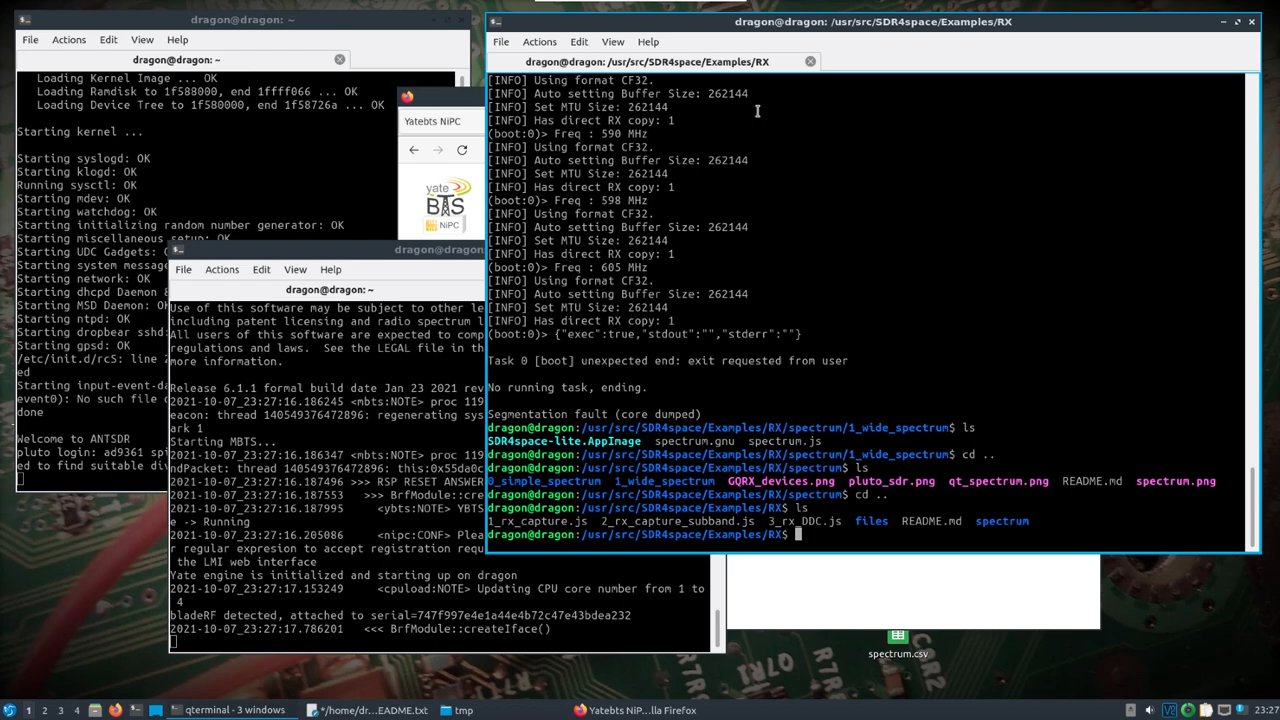 dragon@dragon: ~
File Actions Edit View Help
dragon@dragon: ~
Loading Kernel Image ... OK
Loading Ramdisk to 1f588000, end 1ffff066 ... OK
Loading Device Tree to 1f580000, end 1f58726a ... OK
Starting kernel ...
Starting syslogd: OK
Starting klogd: OK
Running sysctl: OK
Starting mdev: OK
Starting watchdog: OK
Starting initializing random number generator: OK
Starting miscellaneous setup: OK
Starting UDC Gadgets:
Starting system message
Starting network: OK
Starting dhcpd Daemon &
Starting MSD Daemon: OK
Starting ntpd: OK
Starting dropbear sshd:
Starting gpsd: OK
/etc/init.d/rcS: line 2
ed
Starting input-event-da
event0): No such file o
done
Welcome to ANTSDR
pluto login: ad9361 spi
ed to find suitable div
Yatebts NiPC
yate
BTS
NiPC
dragon@dragon
File Actions Edit View Help
dragon@dragon: ~
Use of this software may be subject to other le
including patent licensing and radio spectrum l
All users of this software are expected to comp
regulations and laws. See the LEGAL file in th
more information.
Release 6.1.1 formal build date Jan 23 2021 rev
2021-10-07_23:27:16.186245 <mbts:NOTE> proc 119
eacon: thread 140549376472896: regenerating sys
ark 1
Starting MBTS...
2021-10-07_23:27:16.186347 <mbts:NOTE> proc 119
ndPacket: thread 140549376472896: this:0x55da0c
2021-10-07_23:27:16.187496 >>> RSP RESET ANSWER
2021-10-07_23:27:16.187553 >>> BrfModule::creat
2021-10-07_23:27:16.187995 <ybts:NOTE> YBTS
e -> Running
2021-10-07_23:27:16.205086 <nipc:CONF> Plea
r regular expresion to accept registration requ
the LMI web interface
Yate engine is initialized and starting up on dragon
2021-10-07_23:27:17.153249 <cpuload:NOTE> Updating CPU core number from 1 to
4
bladeRF detected, attached to serial=747f997e4e1a44e4b72c47e43bdea232
2021-10-07_23:27:17.786201 <<< BrfModule::createIface()
dragon@dragon: /usr/src/SDR4space/Examples/RX
File Actions Edit View Help
dragon@dragon: /usr/src/SDR4space/Examples/RX
[INFO] Using format CF32.
[INFO] Auto setting Buffer Size: 262144
[INFO] Set MTU Size: 262144
[INFO] Has direct RX copy: 1
(boot:0)> Freq : 590 MHz
[INFO] Using format CF32.
[INFO] Auto setting Buffer Size: 262144
[INFO] Set MTU Size: 262144
[INFO] Has direct RX copy: 1
(boot:0)> Freq : 598 MHz
[INFO] Using format CF32.
[INFO] Auto setting Buffer Size: 262144
[INFO] Set MTU Size: 262144
[INFO] Has direct RX copy: 1
(boot:0)> Freq : 605 MHz
[INFO] Using format CF32.
[INFO] Auto setting Buffer Size: 262144
[INFO] Set MTU Size: 262144
[INFO] Has direct RX copy: 1
(boot:0)> {"exec":true,"stdout":"","stderr":""}
Task 0 [boot] unexpected end: exit requested from user
No running task, ending.
Segmentation fault (core dumped)
dragon@dragon:/usr/src/SDR4space/Examples/RX/spectrum/1_wide_spectrum$ ls
SDR4space-lite.AppImage spectrum.gnu spectrum.js
dragon@dragon:/usr/src/SDR4space/Examples/RX/spectrum/1_wide_spectrum$ cd ..
dragon@dragon:/usr/src/SDR4space/Examples/RX/spectrum$ ls
0_simple_spectrum 1_wide_spectrum GQRX_devices.png pluto_sdr.png qt_spectrum.png README.md spectrum.png
dragon@dragon:/usr/src/SDR4space/Examples/RX/spectrum$ cd ..
dragon@dragon:/usr/src/SDR4space/Examples/RX$ ls
1_rx_capture.js 2_rx_capture_subband.js 3_rx_DDC.js files README.md spectrum
dragon@dragon:/usr/src/SDR4space/Examples/RX$
spectrum.csv
1 2 3 4 qterminal - 3 windows */home/dr...EADME.txt tmp Yatebts NiP...lla Firefox 23:27